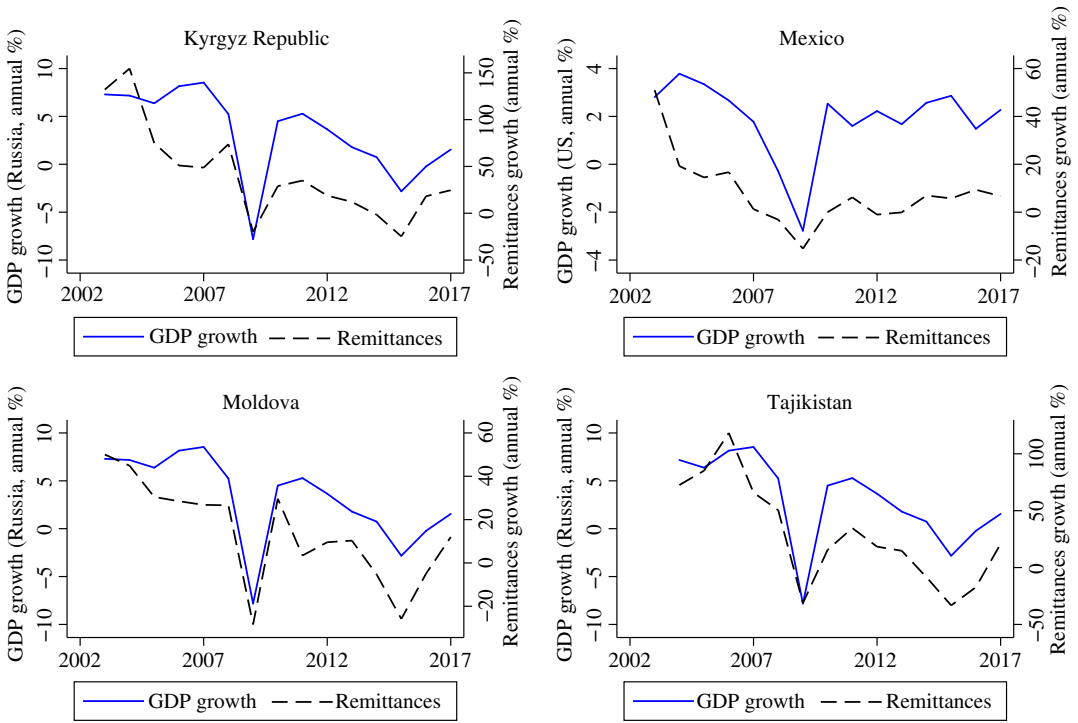 Kyrgyz Republic
GDP growth (Russia, annual %)
10
5
0
−5
−10
Remittances growth (annual %)
150
100
50
0
−50
2002 2007 2012 2017
GDP growth Remittances
Mexico
GDP growth (US, annual %)
4
2
0
−2
−4
Remittances growth (annual %)
60
40
20
0
−20
2002 2007 2012 2017
GDP growth Remittances
Moldova
GDP growth (Russia, annual %)
10
5
0
−5
−10
Remittances growth (annual %)
60
40
20
0
−20
2002 2007 2012 2017
GDP growth Remittances
Tajikistan
GDP growth (Russia, annual %)
10
5
0
−5
−10
Remittances growth (annual %)
100
50
0
−50
2002 2007 2012 2017
GDP growth Remittances